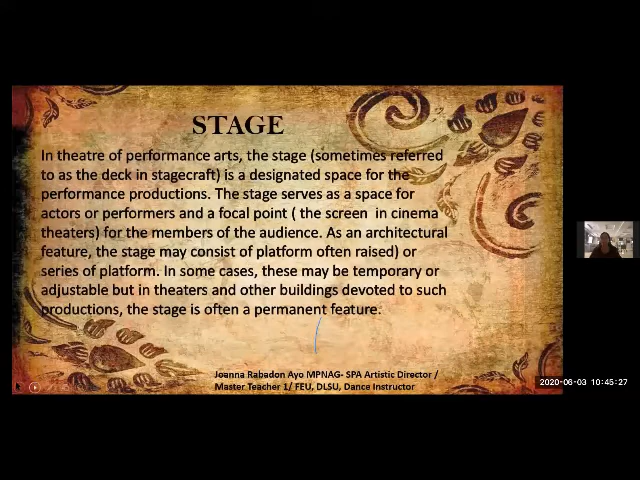 STAGE
In theatre of performance arts, the stage (sometimes referred
to as the deck in stagecraft) is a designated space for the
performance productions. The stage serves as a space for
actors or performers and a focal point ( the screen in cinema
theaters) for the members of the audience. As an architectural
feature, the stage may consist of platform often raised) or
series of platform. In some cases, these may be temporary or
adjustable but in theaters and other buildings devoted to such
productions, the stage is often a permanent feature.
Joanna Rabadon Ayo MPNAG- SPA Artistic Director /
Master Teacher 1/ FEU, DLSU, Dance Instructor
2020-06-03 10:45:27